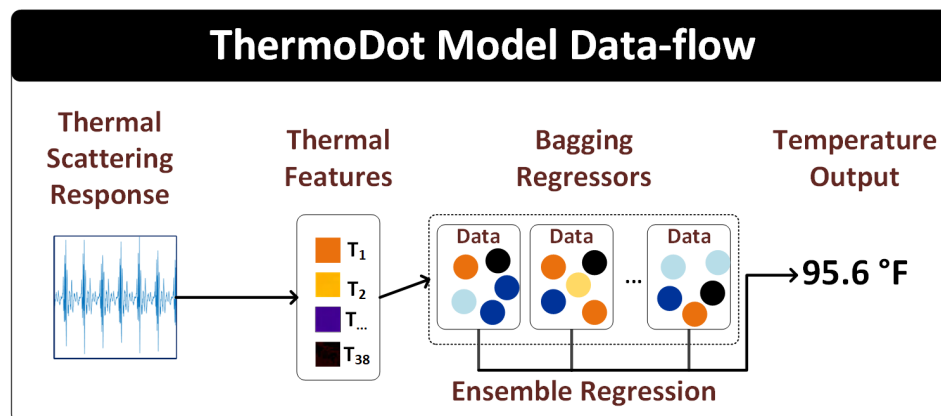 ThermoDot Model Data-flow
Thermal
Scattering
Response
Thermal
Features
Bagging
Regressors
Temperature
Output
T1
T2
T...
T38
Data
Data
...
Data
95.6 °F
Ensemble Regression